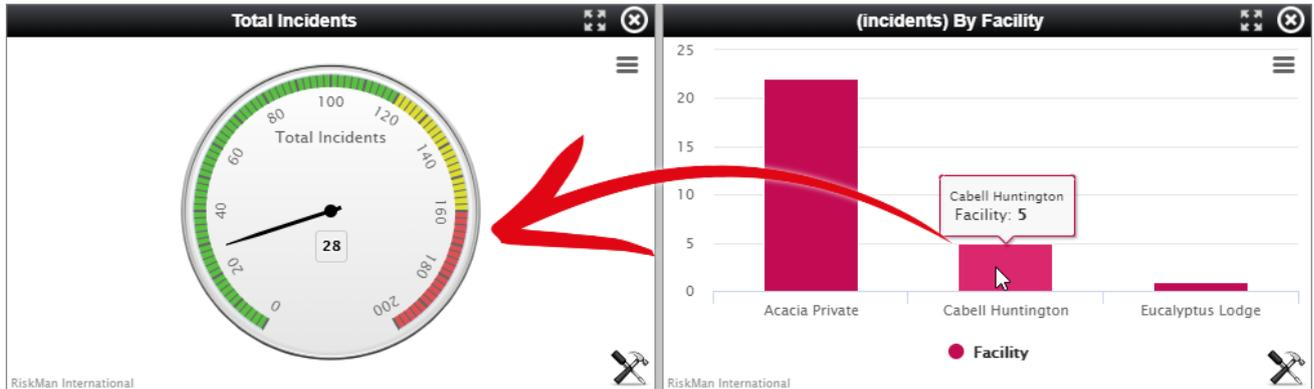 Total Incidents
100
80
120
Total Incidents
60
140
40
160
28
20
180
0
200
RiskMan International
(incidents) By Facility
25
20
15
10
Cabell Huntington
Facility: 5
5
0
Acacia Private
Cabell Huntington
Eucalyptus Lodge
Facility
RiskMan International